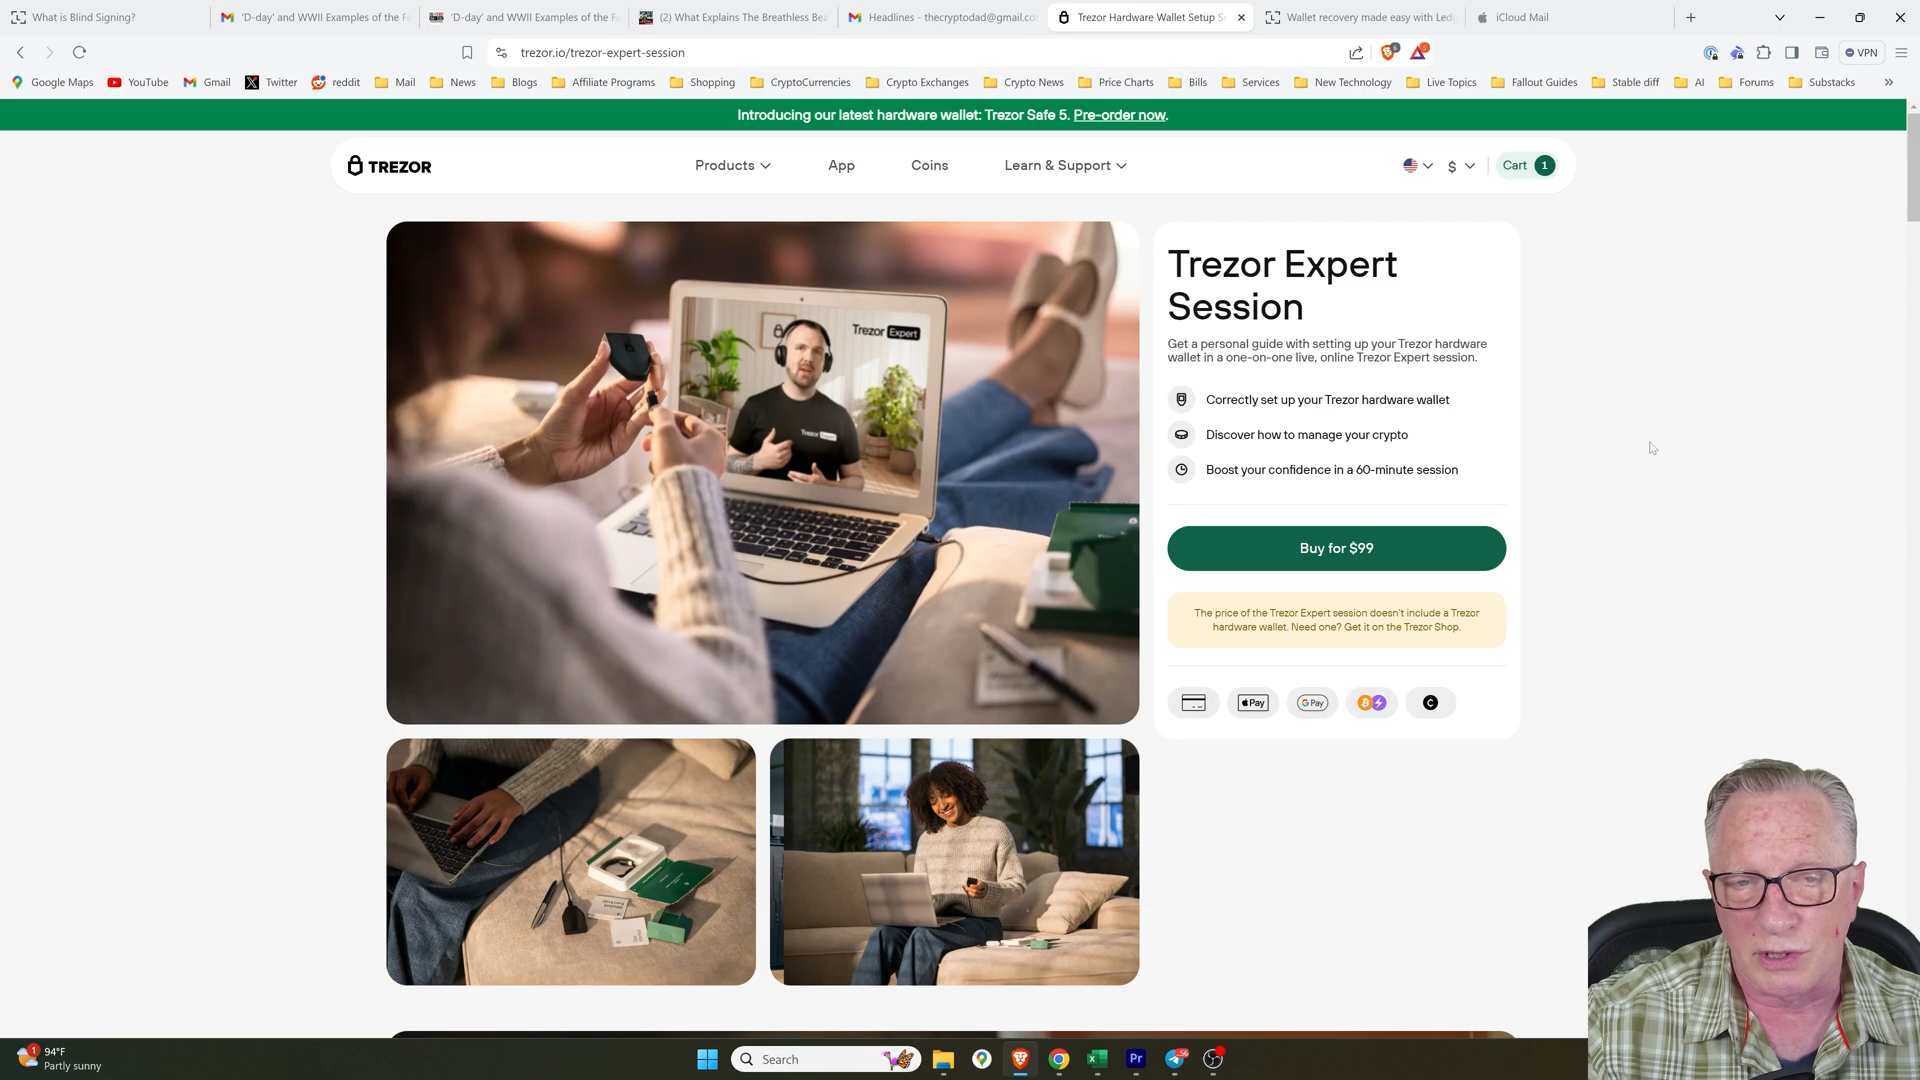 What is Blind Signing?
'D-day' and WWII Examples of the Fa
'D-day' and WWII Examples of the Fa
(2) What Explains The Breathless Bea
Headlines - thecryptodad@gmail.co
Trezor Hardware Wallet Setup S
Wallet recovery made easy with Led
iCloud Mail
trezor.io/trezor-expert-session
6
5
VPN
Google Maps
YouTube
Gmail
Twitter
reddit
Mail
News
Blogs
Affiliate Programs
Shopping
CryptoCurrencies
Crypto Exchanges
Crypto News
Price Charts
Bills
Services
New Technology
Live Topics
Fallout Guides
Stable diff
AI
Forums
Substacks
Introducing our latest hardware wallet: Trezor Safe 5. Pre-order now.
TREZOR
Products
App
Coins
Learn & Support
$
Cart 1
Trezor Expert
Trezor Expert
Session
Get a personal guide with setting up your Trezor hardware
wallet in a one-on-one live, online Trezor Expert session.
Correctly set up your Trezor hardware wallet
Discover how to manage your crypto
Boost your confidence in a 60-minute session
Buy for $99
The price of the Trezor Expert session doesn't include a Trezor
hardware wallet. Need one? Get it on the Trezor Shop.
Pay
G Pay
1
94°F
Partly sunny
Search
Pr
56